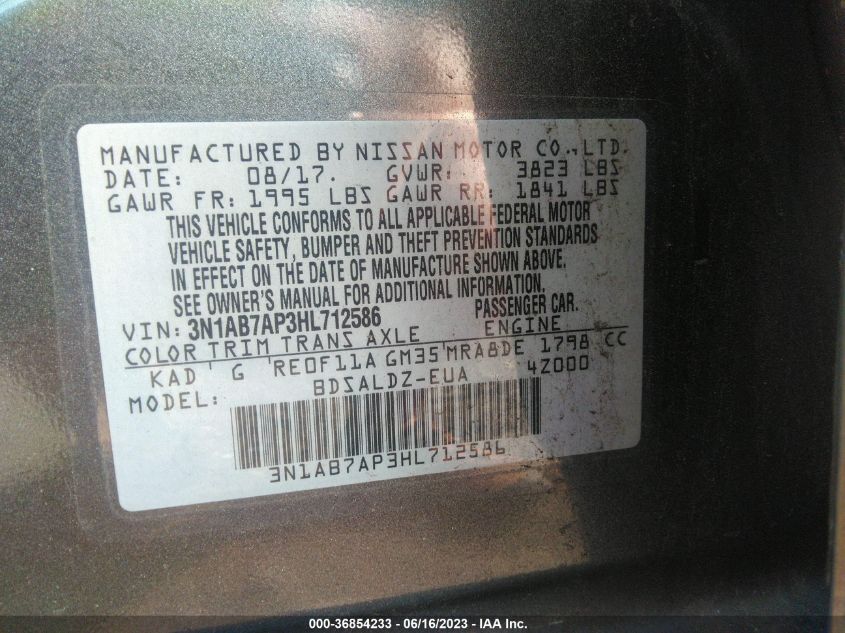 MANUFACTURED BY NISSAN MOTOR CO.,LTD.
DATE: 08/17. GVWR: 3823 LBS
GAWR FR: 1995 LBS GAWR RR: 1841 LBS
THIS VEHICLE CONFORMS TO ALL APPLICABLE FEDERAL MOTOR
VEHICLE SAFETY, BUMPER AND THEFT PREVENTION STANDARDS
IN EFFECT ON THE DATE OF MANUFACTURE SHOWN ABOVE.
SEE OWNER'S MANUAL FOR ADDITIONAL INFORMATION.
VIN: 3N1AB7AP3HL712586 PASSENGER CAR.
COLOR TRIM TRANS AXLE ENGINE
KAD G RE0F11A GM35 MRA8DE 1798 CC
MODEL: BDSALDZ-EUA 4Z000
3N1AB7AP3HL712586
000-36854233 - 06/16/2023 - IAA Inc.